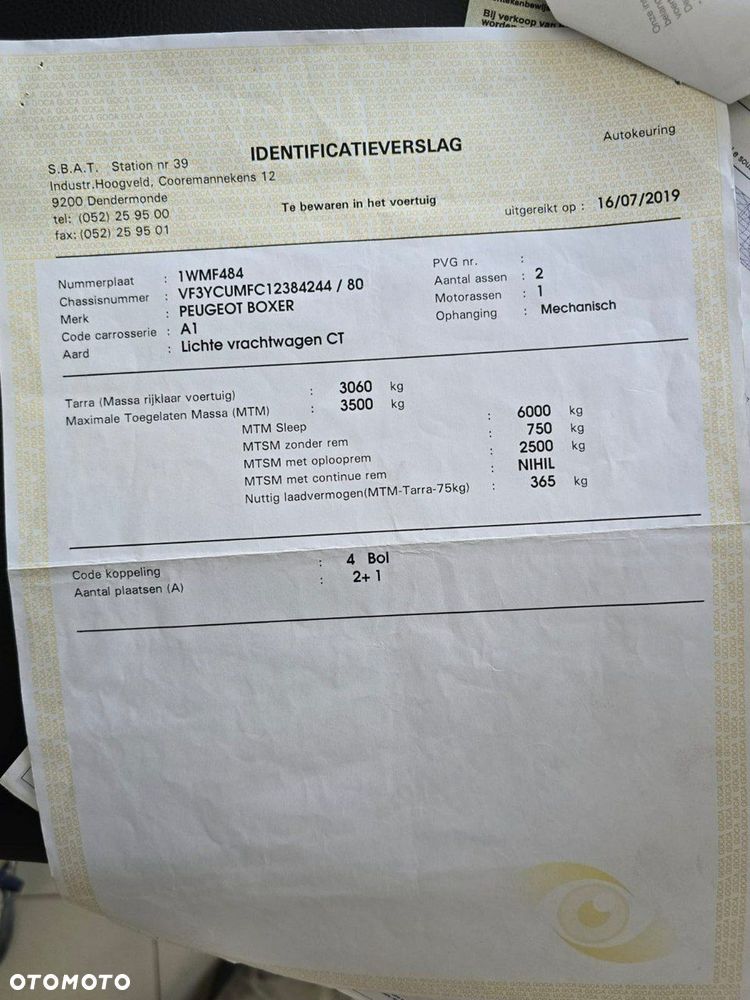 Bij verkoop van
worden
S.B.A.T. Station nr 39
Industr.Hoogveld, Cooremannekens 12
9200 Dendermonde
tel: (052) 25 95 00
fax: (052) 25 95 01
IDENTIFICATIEVERSLAG
Te bewaren in het voertuig
Autokeuring
uitgereikt op : 16/07/2019
Nummerplaat : 1WMF484
Chassisnummer : VF3YCUMFC12384244 / 80
Merk : PEUGEOT BOXER
Code carrosserie : A1
Aard : Lichte vrachtwagen CT
PVG nr. :
Aantal assen : 2
Motorassen : 1
Ophanging : Mechanisch
Tarra (Massa rijklaar voertuig) : 3060 kg
Maximale Toegelaten Massa (MTM) : 3500 kg
MTM Sleep : 6000 kg
MTSM zonder rem : 750 kg
MTSM met oplooprem : 2500 kg
MTSM met continue rem : NIHIL
Nuttig laadvermogen(MTM-Tarra-75kg) : 365 kg
Code koppeling : 4 Bol
Aantal plaatsen (A) : 2+1
OTOMOTO